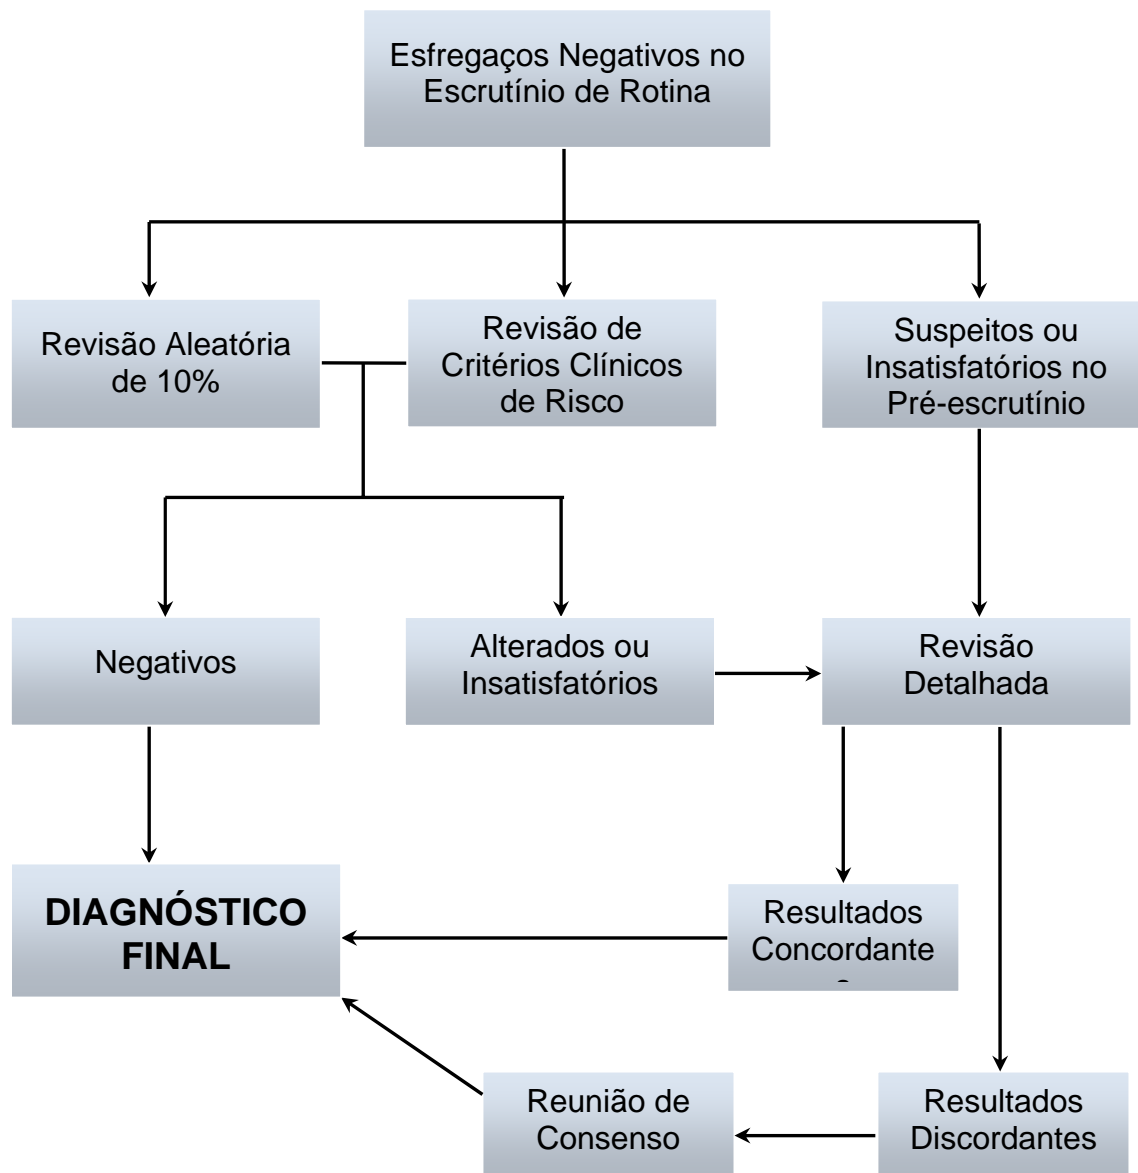 Esfregaços Negativos no
Escrutínio de Rotina
Revisão Aleatória
de 10%
Revisão de
Critérios Clínicos
de Risco
Suspeitos ou
Insatisfatórios no
Pré-escrutínio
Negativos
Alterados ou
Insatisfatórios
Revisão
Detalhada
DIAGNÓSTICO
FINAL
Resultados
Concordante
Reunião de
Consenso
Resultados
Discordantes